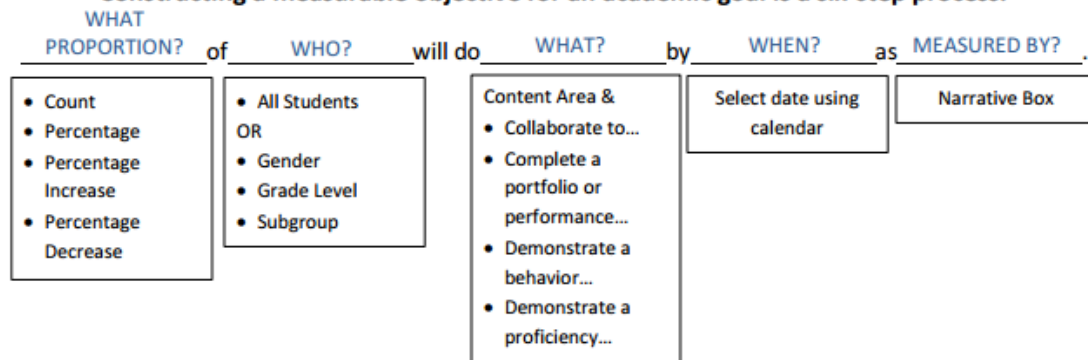 WHAT
PROPORTION? of WHO? will do WHAT? by WHEN? as MEASURED BY?.
• Count
• Percentage
• Percentage
Increase
• Percentage
Decrease
• All Students
OR
• Gender
• Grade Level
• Subgroup
Content Area &
• Collaborate to...
• Complete a
portfolio or
performance...
• Demonstrate a
behavior...
• Demonstrate a
proficiency...
Select date using
calendar
Narrative Box